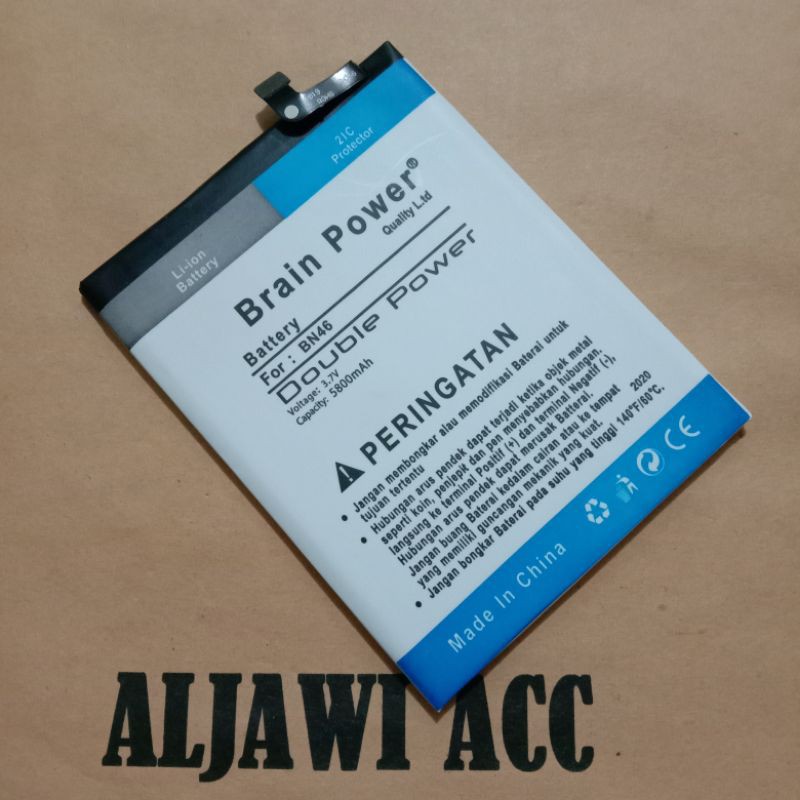 21C
Protector
Li-ion
Battery
Brain Power
Quality L.td
Battery
For : BN46
Double Power
Voltage: 3.7V
Capacity: 5800mAh
PERINGATAN
Jangan membongkar alau memodifikasi Baterai untuk
tujuan tertentu
Hubungan arus pendak dapat terjadi ketika objek metal
seperti koin, penjepit dan pen menyebabkan hubungan.
langsung ke terminal Positif (+) dan terminal Negatif (-),
Hubungan arus pendek dapat merusak Batterai.
Jangan buang Baterai kedalam cairan atau ke tempat
yang memiliki guncangan mekanik yang kuat.
Jangan bongkar Baterai pada suhu yang tinggi 140°F/60°C.
2020
Made In China
CE
ALJAWI ACC